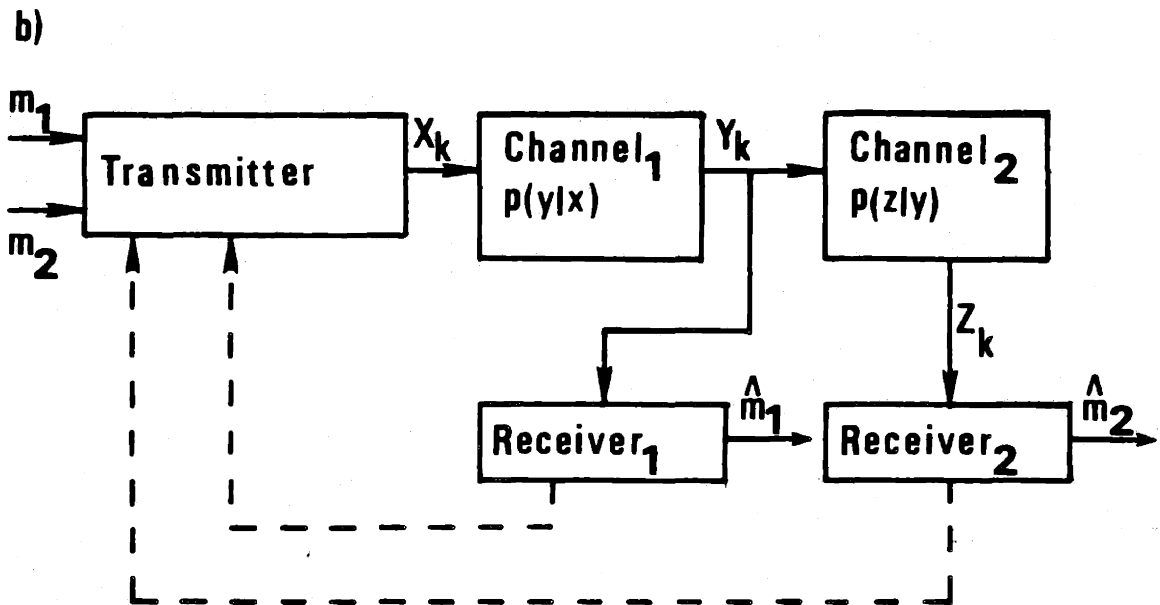 b)
m1
m2
Transmitter
Xk
Channel1
p(y|x)
Yk
Channel2
p(z|y)
Zk
Receiver1
m̂1
Receiver2
m̂2